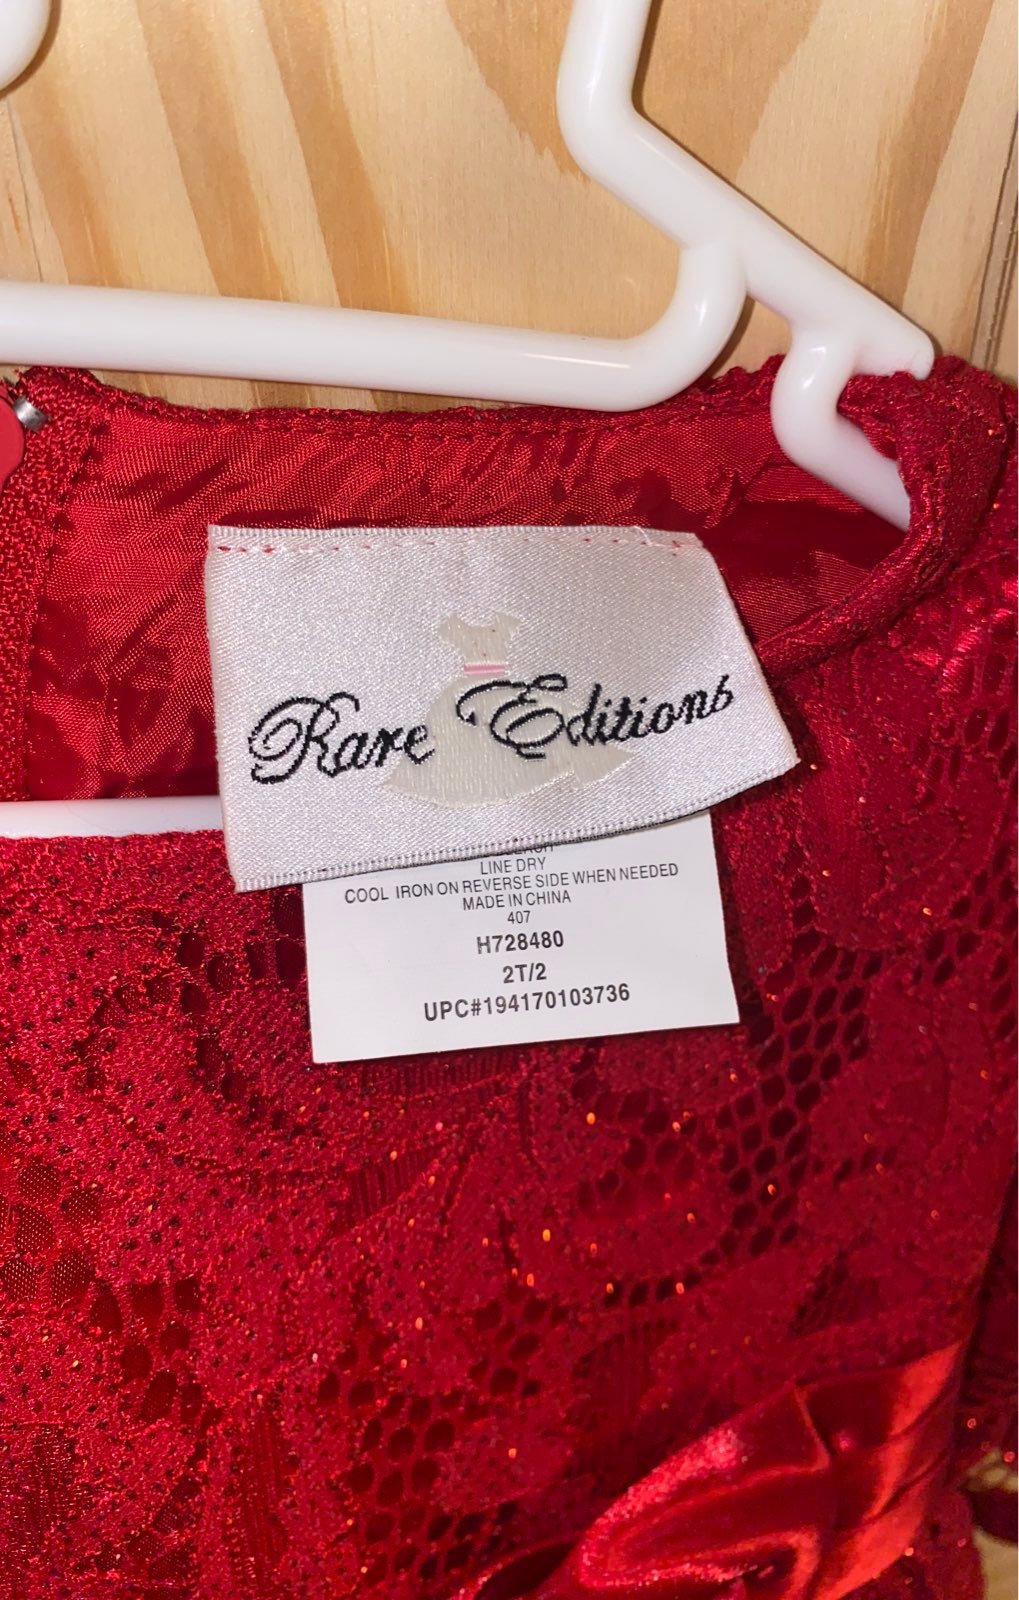 Rare Editions
LINE DRY
COOL IRON ON REVERSE SIDE WHEN NEEDED
MADE IN CHINA
407
H728480
2T/2
UPC#194170103736